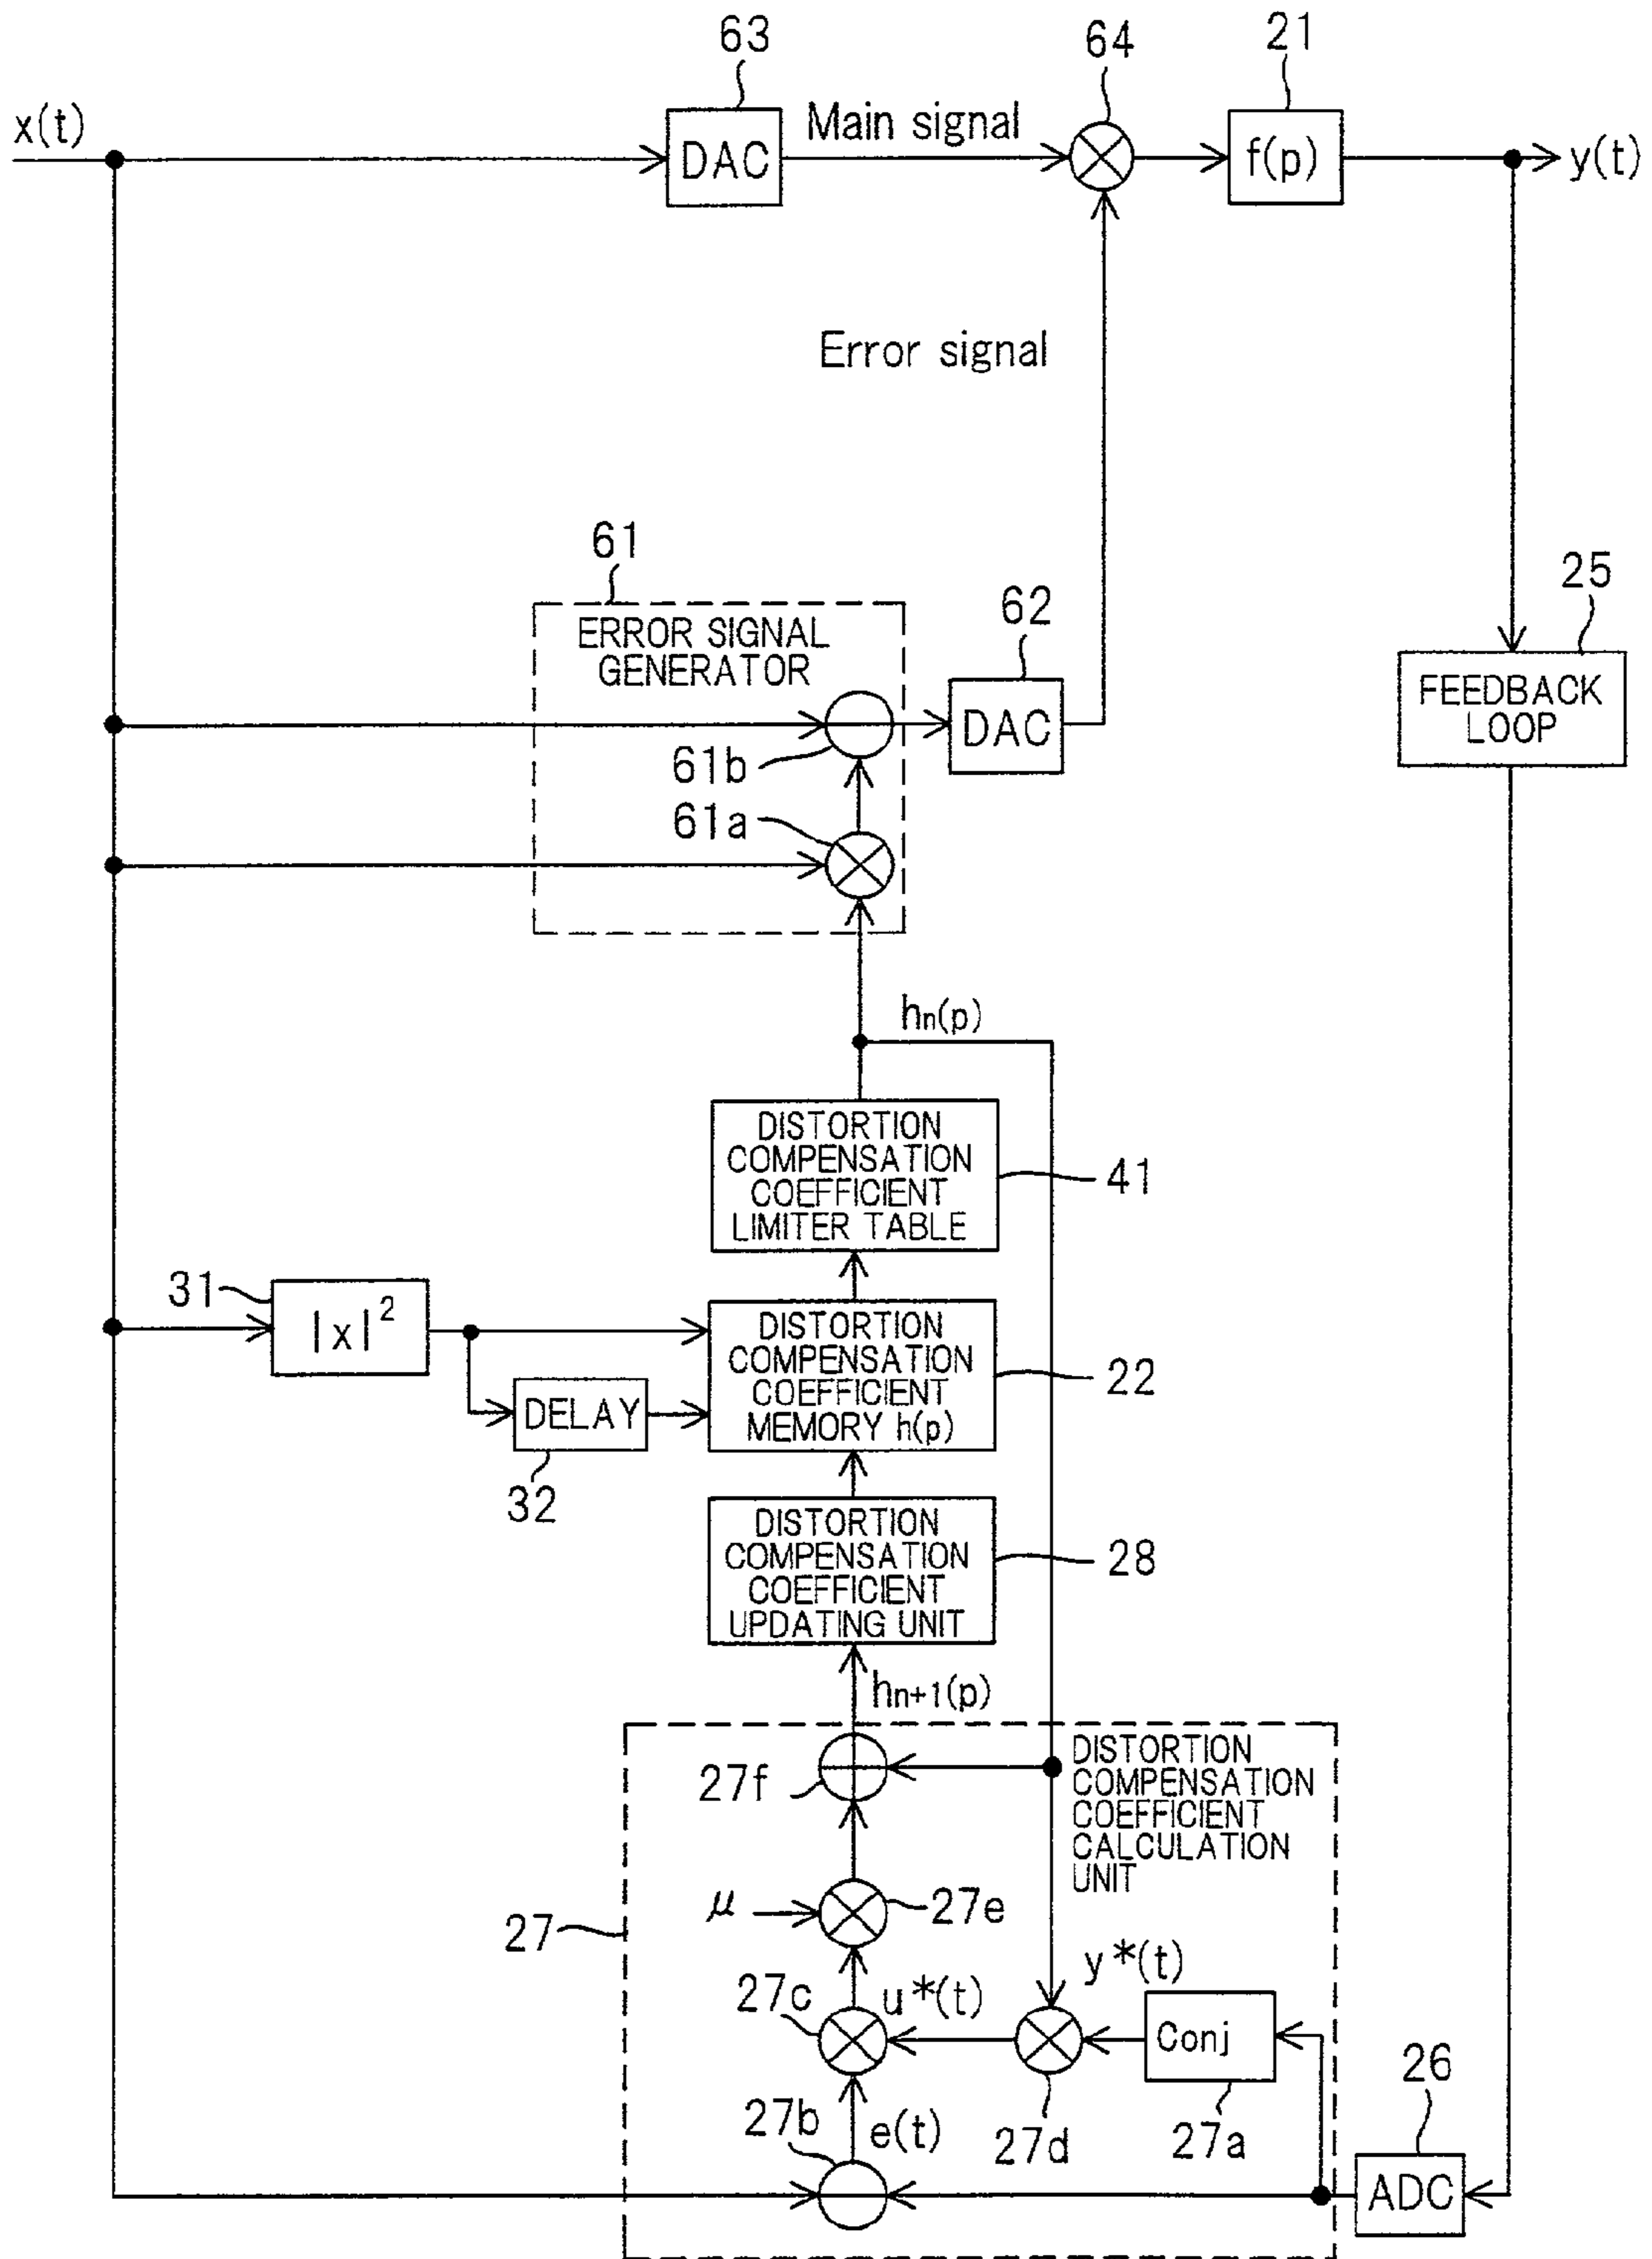 63
64
21
x(t)
DAC
Main signal
f(p)
y(t)
Error signal
61
ERROR SIGNAL
GENERATOR
62
25
FEEDBACK
LOOP
DAC
61b
61a
hn(p)
DISTORTION
COMPENSATION
COEFFICIENT
LIMITER TABLE
41
31
|x|²
DISTORTION
COMPENSATION
COEFFICIENT
MEMORY h(p)
22
DELAY
32
DISTORTION
COMPENSATION
COEFFICIENT
UPDATING UNIT
28
hn+1(p)
27f
DISTORTION
COMPENSATION
COEFFICIENT
CALCULATION
UNIT
μ
27e
27
27c
u*(t)
y*(t)
Conj
27b
e(t)
27d
27a
26
ADC